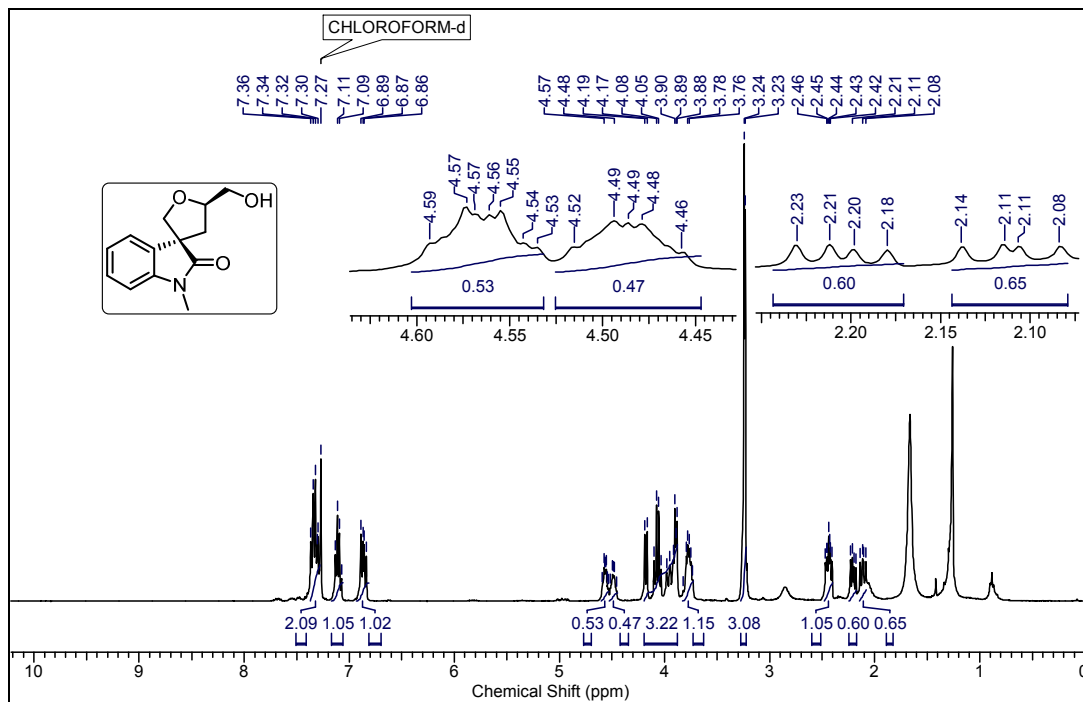 CHLOROFORM-d
7.36 7.34 7.32 7.30 7.27 7.11 7.09 6.89 6.87 6.86 4.57 4.48 4.19 4.17 4.08 4.05 3.90 3.89 3.88 3.78 3.76 3.24 3.23 2.46 2.45 2.44 2.43 2.42 2.21 2.11 2.08
4.59 4.57 4.57 4.56 4.55 4.54 4.53 4.52 4.49 4.49 4.48 4.46
2.23 2.21 2.20 2.18 2.14 2.11 2.11 2.08
O OH
O
N
0.53 0.47 0.60 0.65
4.60 4.55 4.50 4.45 2.20 2.15 2.10
2.09 1.05 1.02 0.53 0.47 3.22 1.15 3.08 1.05 0.60 0.65
10 9 8 7 6 5 4 3 2 1 0
Chemical Shift (ppm)